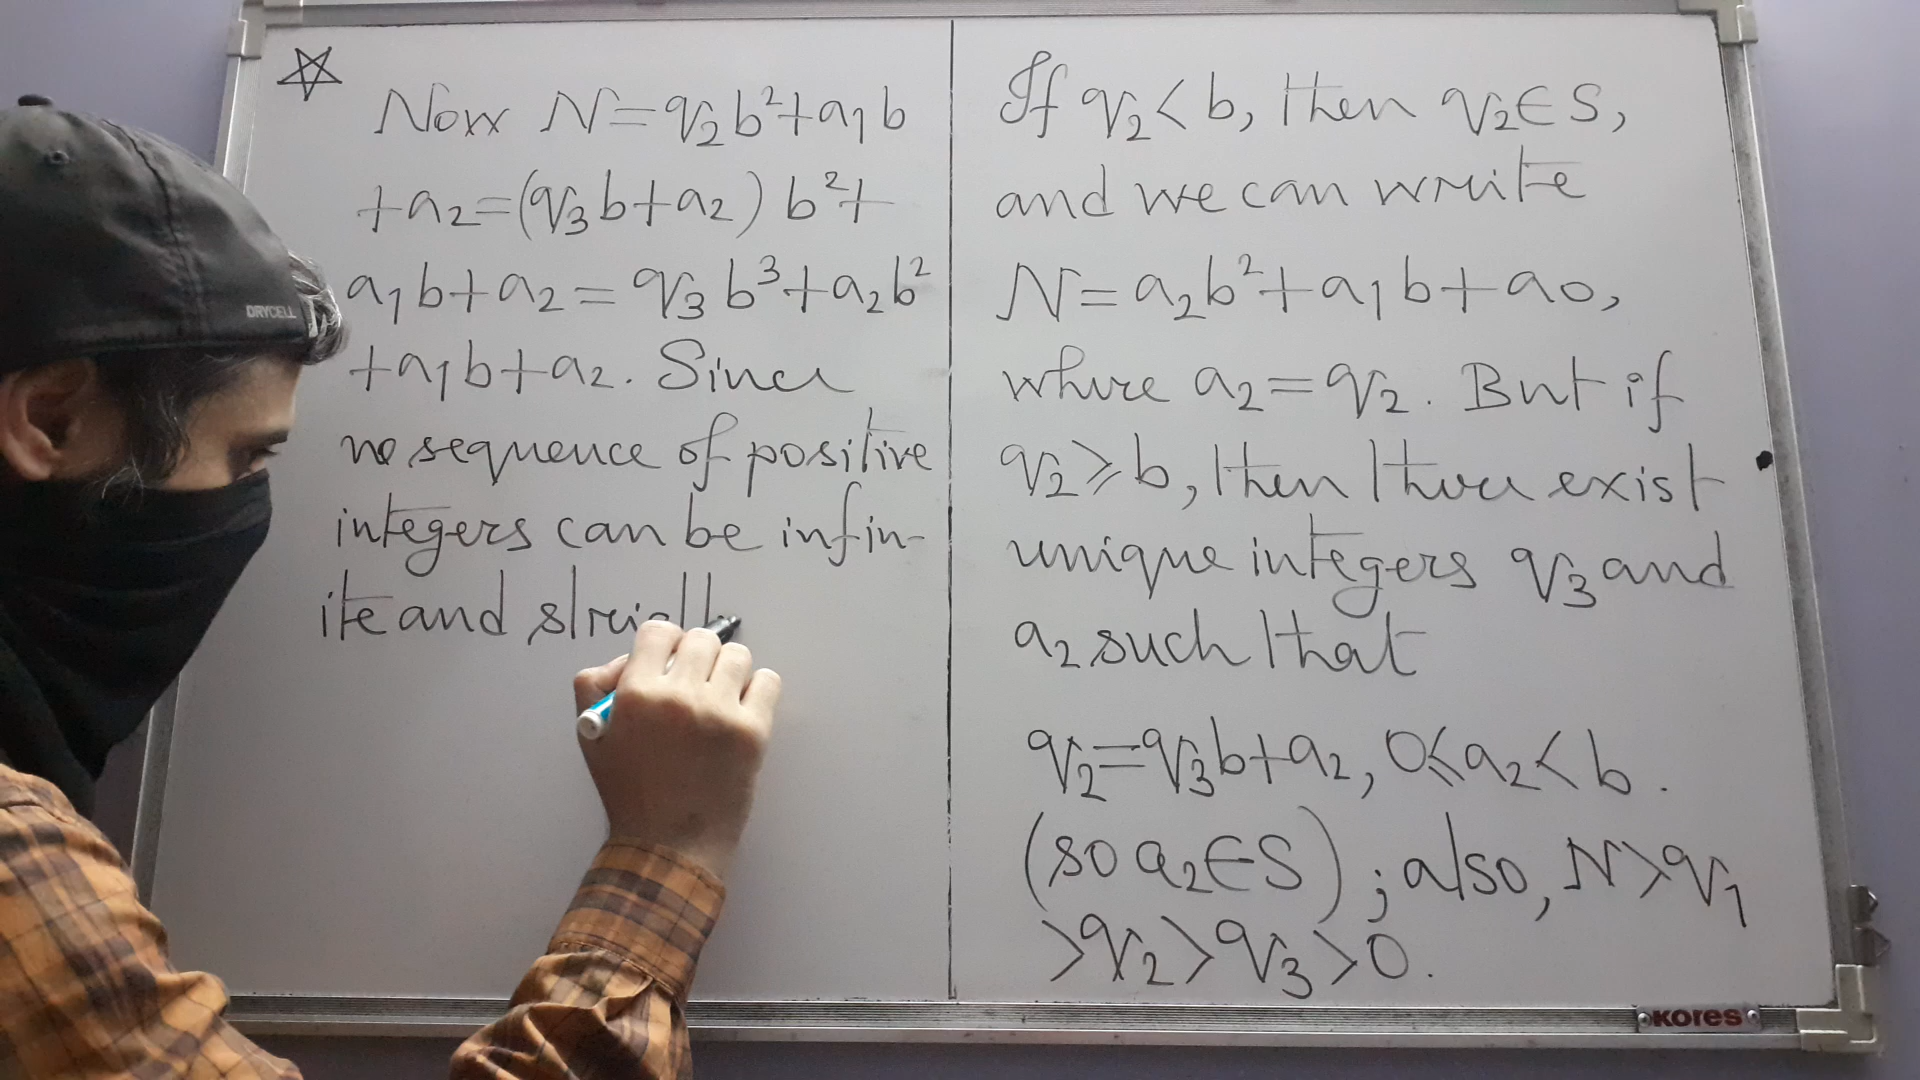 Now N=q₂b²+a₁b
+a₂=(q₃b+a₂) b²+
a₁b+a₂=q₃b³+a₂b²
+a₁b+a₂. Since
no sequence of positive
integers can be infin-
ite and
If q₂<b, then q₂∈S,
and we can write
N=a₂b²+a₁b+a₀,
where a₂=q₂. But if
q₂≥b, then there exist
unique integers q₃ and
a₂ such that
q₂=q₃b+a₂, 0≤a₂<b.
(so a₂∈S); also, N>q₁
>q₂>q₃>0.
DRYCELL
kores